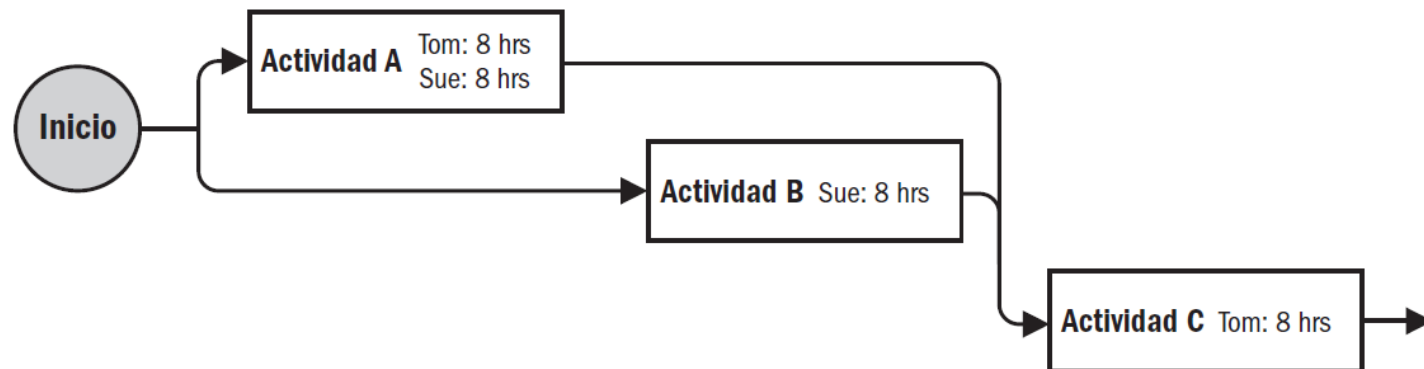 Inicio
Actividad A
Tom: 8 hrs
Sue: 8 hrs
Actividad B Sue: 8 hrs
Actividad C Tom: 8 hrs